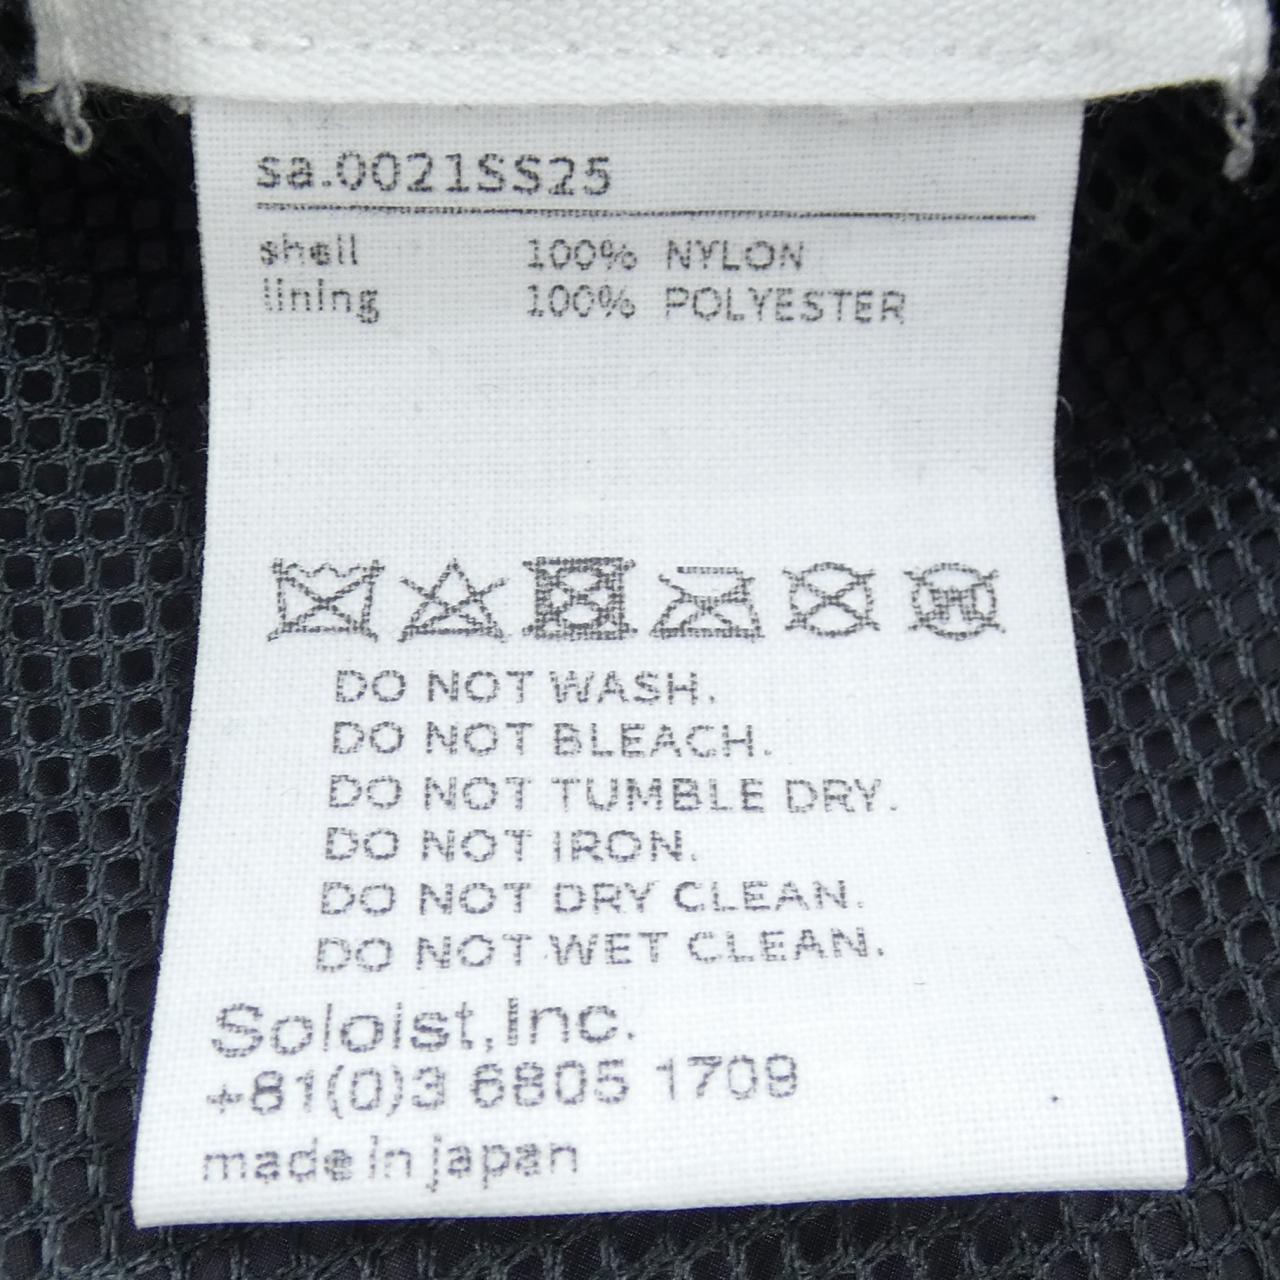 sa.0021SS25
shell 100% NYLON
lining 100% POLYESTER
DO NOT WASH.
DO NOT BLEACH.
DO NOT TUMBLE DRY.
DO NOT IRON.
DO NOT DRY CLEAN.
DO NOT WET CLEAN.
Soloist,Inc.
+81(0)3 6805 1709
made in japan